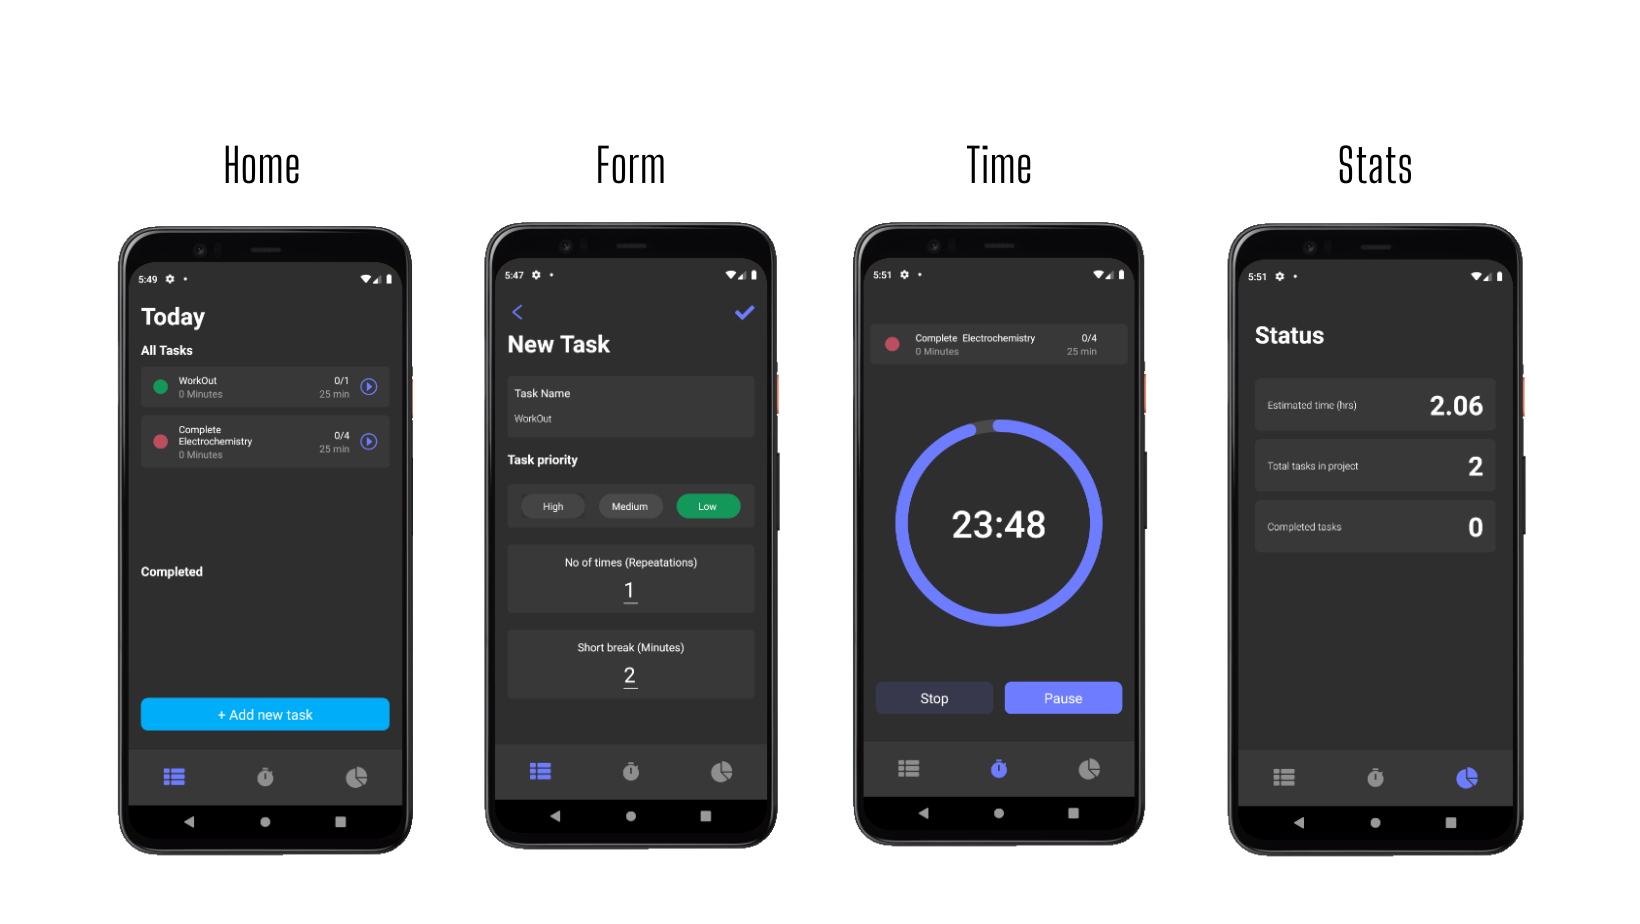 Home
Form
Time
Stats
5:49
Today
All Tasks
WorkOut 0/1
0 Minutes 25 min
Complete
Electrochemistry 0/4
0 Minutes 25 min
Completed
+ Add new task
5:47
New Task
Task Name
WorkOut
Task priority
High Medium Low
No of times (Repeatations)
1
Short break (Minutes)
2
5:51
Complete Electrochemistry 0/4
0 Minutes 25 min
23:48
Stop Pause
5:51
Status
Estimated time (hrs) 2.06
Total tasks in project 2
Completed tasks 0